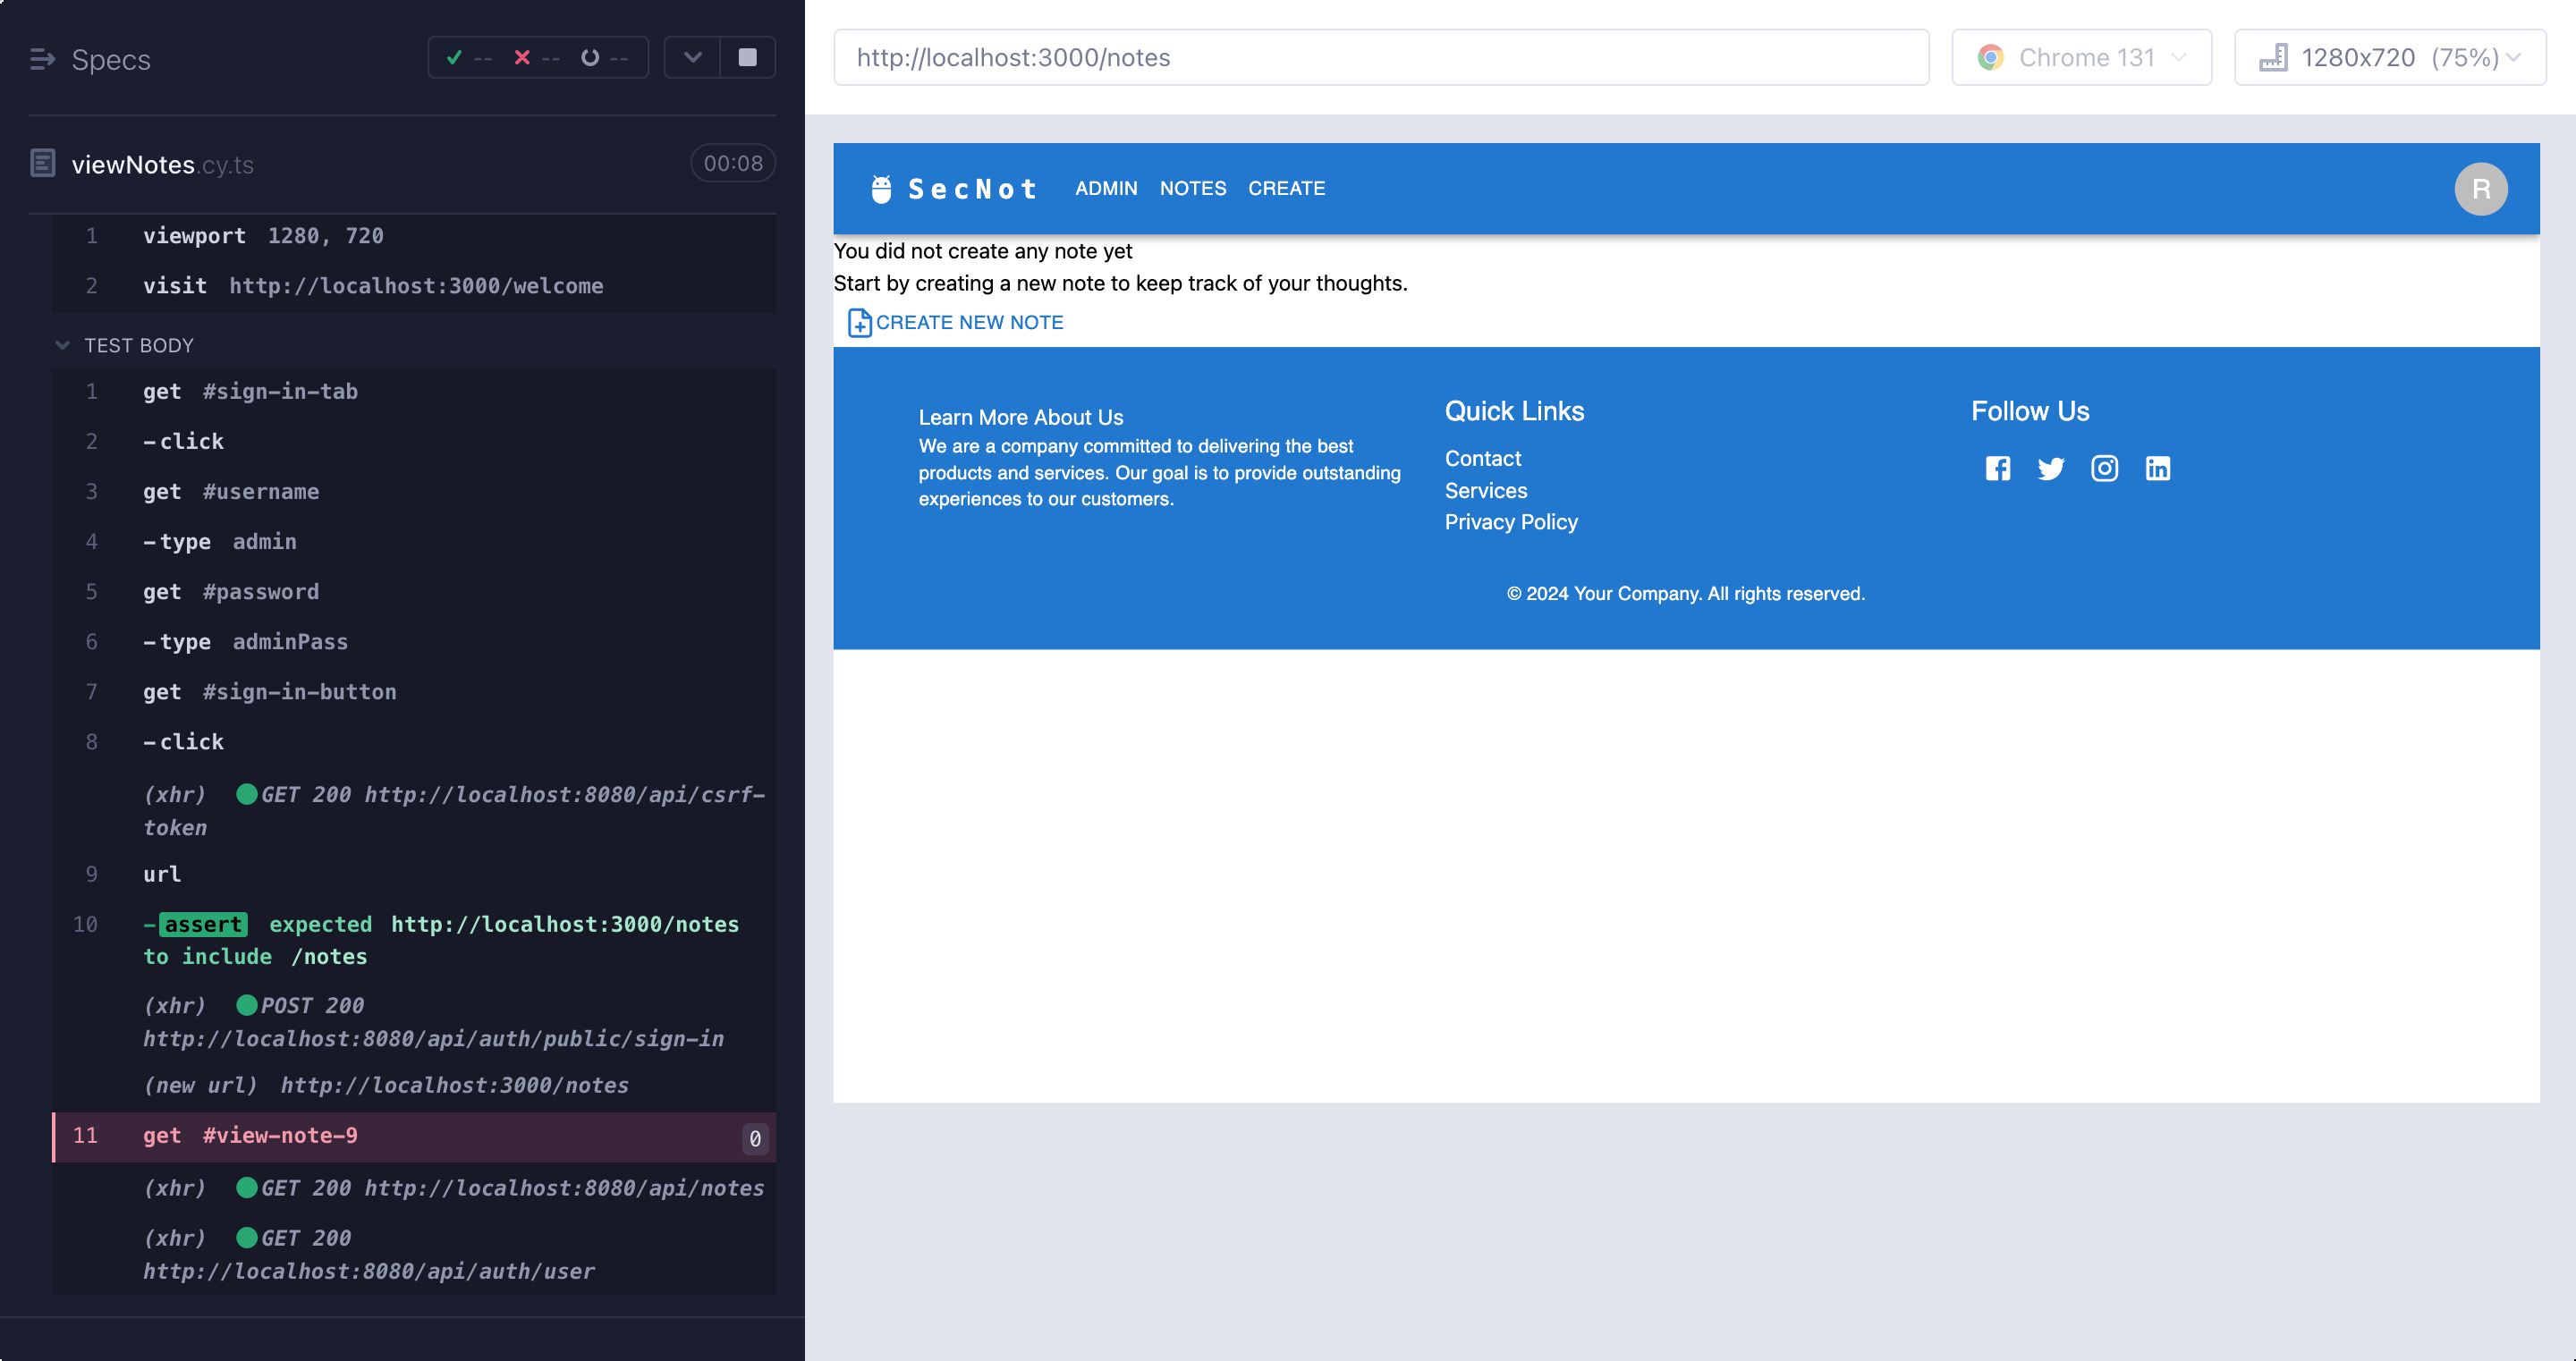 Specs
-- -- --
viewNotes.cy.ts
00:08
1 viewport 1280, 720
2 visit http://localhost:3000/welcome
TEST BODY
1 get #sign-in-tab
2 -click
3 get #username
4 -type admin
5 get #password
6 -type adminPass
7 get #sign-in-button
8 -click
(xhr) GET 200 http://localhost:8080/api/csrf-
token
9 url
10 -assert expected http://localhost:3000/notes
to include /notes
(xhr) POST 200
http://localhost:8080/api/auth/public/sign-in
(new url) http://localhost:3000/notes
11 get #view-note-9 0
(xhr) GET 200 http://localhost:8080/api/notes
(xhr) GET 200
http://localhost:8080/api/auth/user
http://localhost:3000/notes
Chrome 131
1280x720 (75%)
SecNot ADMIN NOTES CREATE R
You did not create any note yet
Start by creating a new note to keep track of your thoughts.
CREATE NEW NOTE
Learn More About Us
We are a company committed to delivering the best
products and services. Our goal is to provide outstanding
experiences to our customers.
Quick Links
Contact
Services
Privacy Policy
Follow Us
© 2024 Your Company. All rights reserved.